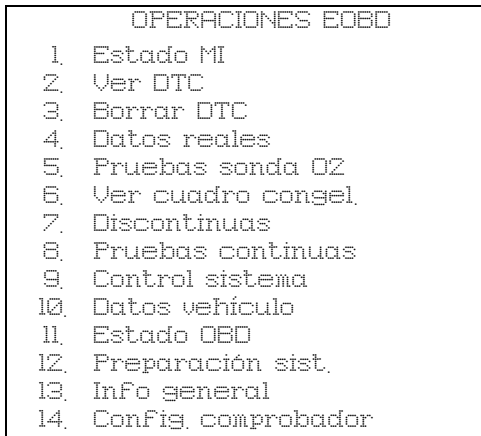 OPERACIONES EOBD
1. Estado MI
2. Ver DTC
3. Borrar DTC
4. Datos reales
5. Pruebas sonda O2
6. Ver cuadro congel.
7. Discontinuas
8. Pruebas continuas
9. Control sistema
10. Datos vehículo
11. Estado OBD
12. Preparación sist.
13. Info general
14. Config. comprobador